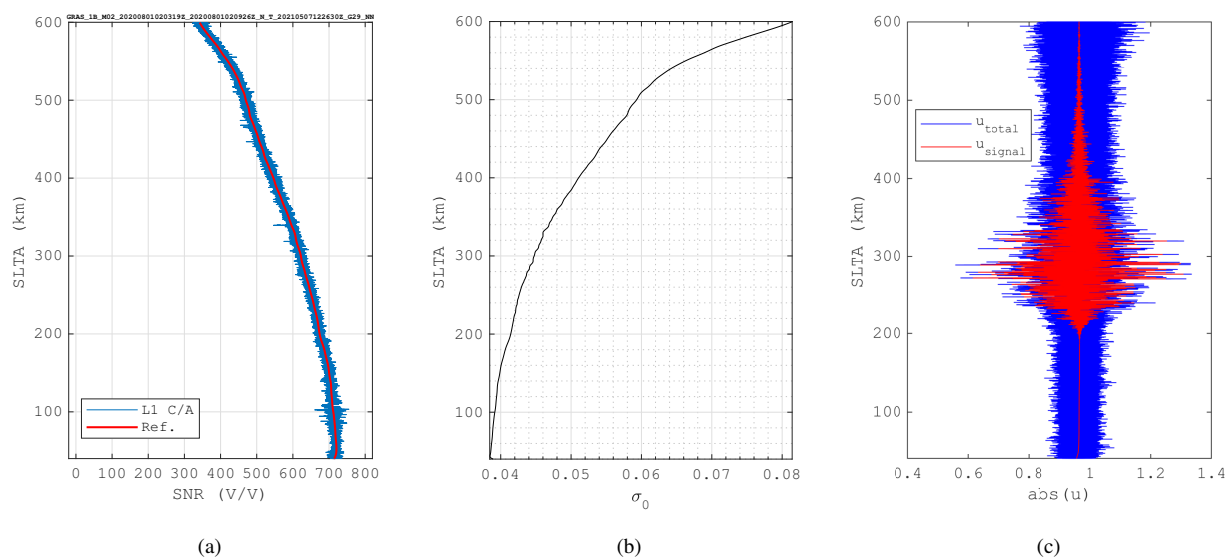 GRAS_1B_M02_20200801020319Z_20200801020926Z_N_T_20210507122630Z_G29_NN
600
500
400
300
200
100
SLTA (km)
L1 C/A
Ref.
0 100 200 300 400 500 600 700 800
SNR (V/V)
(a)
600
500
400
300
200
100
SLTA (km)
0.04 0.05 0.06 0.07 0.08
σ0
(b)
600
500
400
300
200
100
SLTA (km)
u_total
u_signal
0.4 0.6 0.8 1 1.2 1.4
abs(u)
(c)